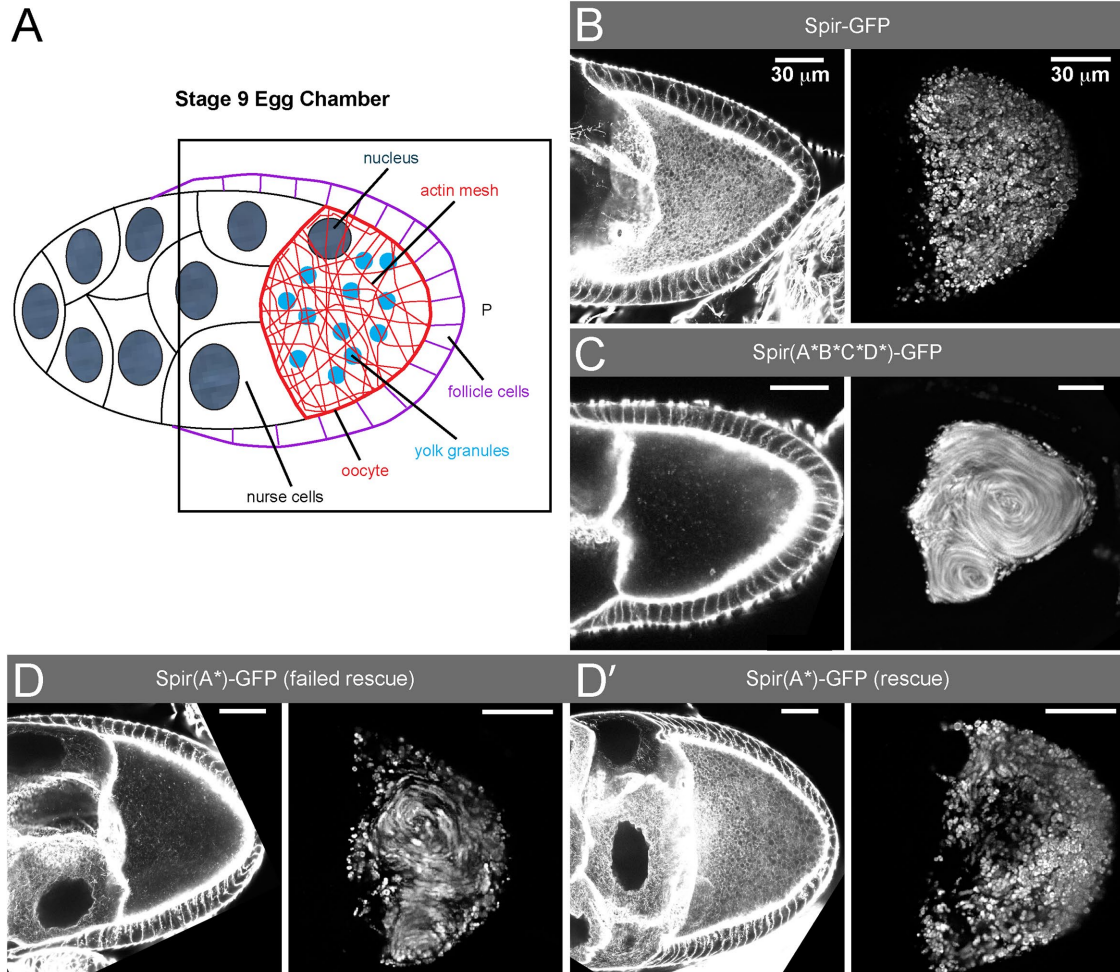 A
Stage 9 Egg Chamber
nucleus
actin mesh
P
follicle cells
yolk granules
oocyte
nurse cells
B
Spir-GFP
30 μm
30 μm
C
Spir(A*B*C*D*)-GFP
D
Spir(A*)-GFP (failed rescue)
D′
Spir(A*)-GFP (rescue)